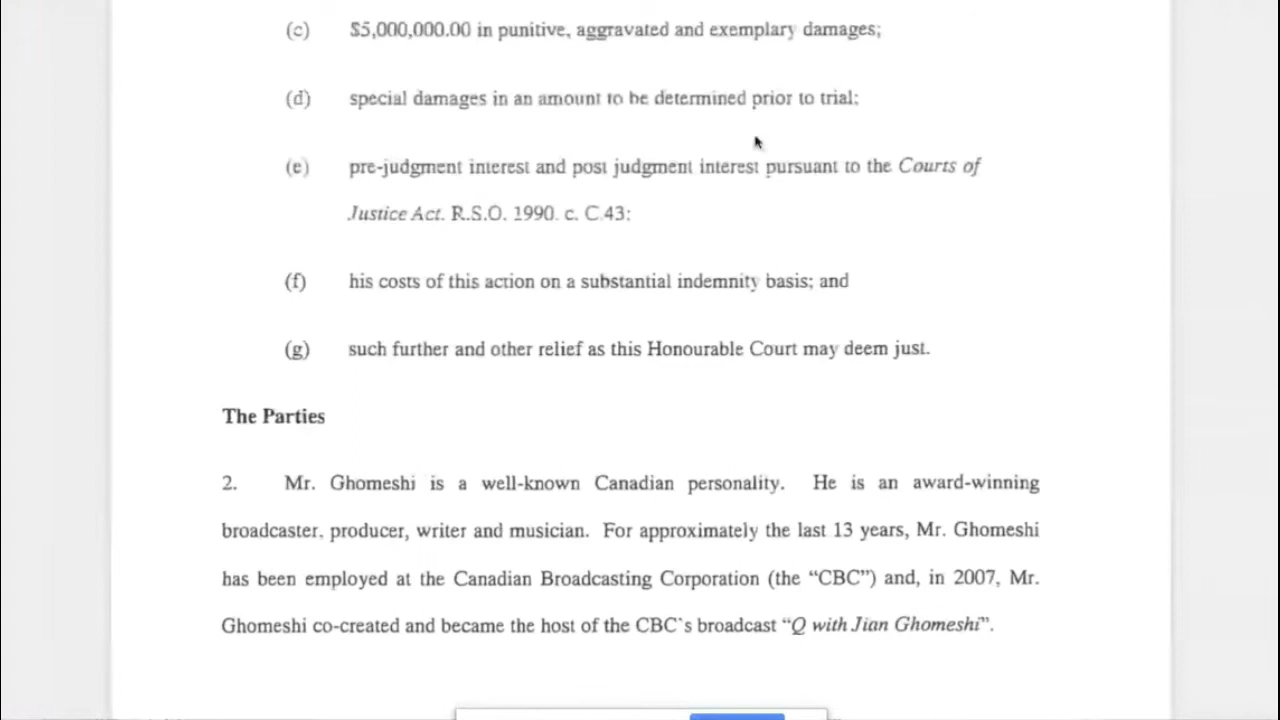 (c) $5,000,000.00 in punitive, aggravated and exemplary damages;
(d) special damages in an amount to be determined prior to trial;
(e) pre-judgment interest and post judgment interest pursuant to the Courts of
Justice Act, R.S.O. 1990. c. C.43;
(f) his costs of this action on a substantial indemnity basis; and
(g) such further and other relief as this Honourable Court may deem just.
The Parties
2. Mr. Ghomeshi is a well-known Canadian personality. He is an award-winning
broadcaster, producer, writer and musician. For approximately the last 13 years, Mr. Ghomeshi
has been employed at the Canadian Broadcasting Corporation (the “CBC”) and, in 2007, Mr.
Ghomeshi co-created and became the host of the CBC's broadcast “Q with Jian Ghomeshi”.